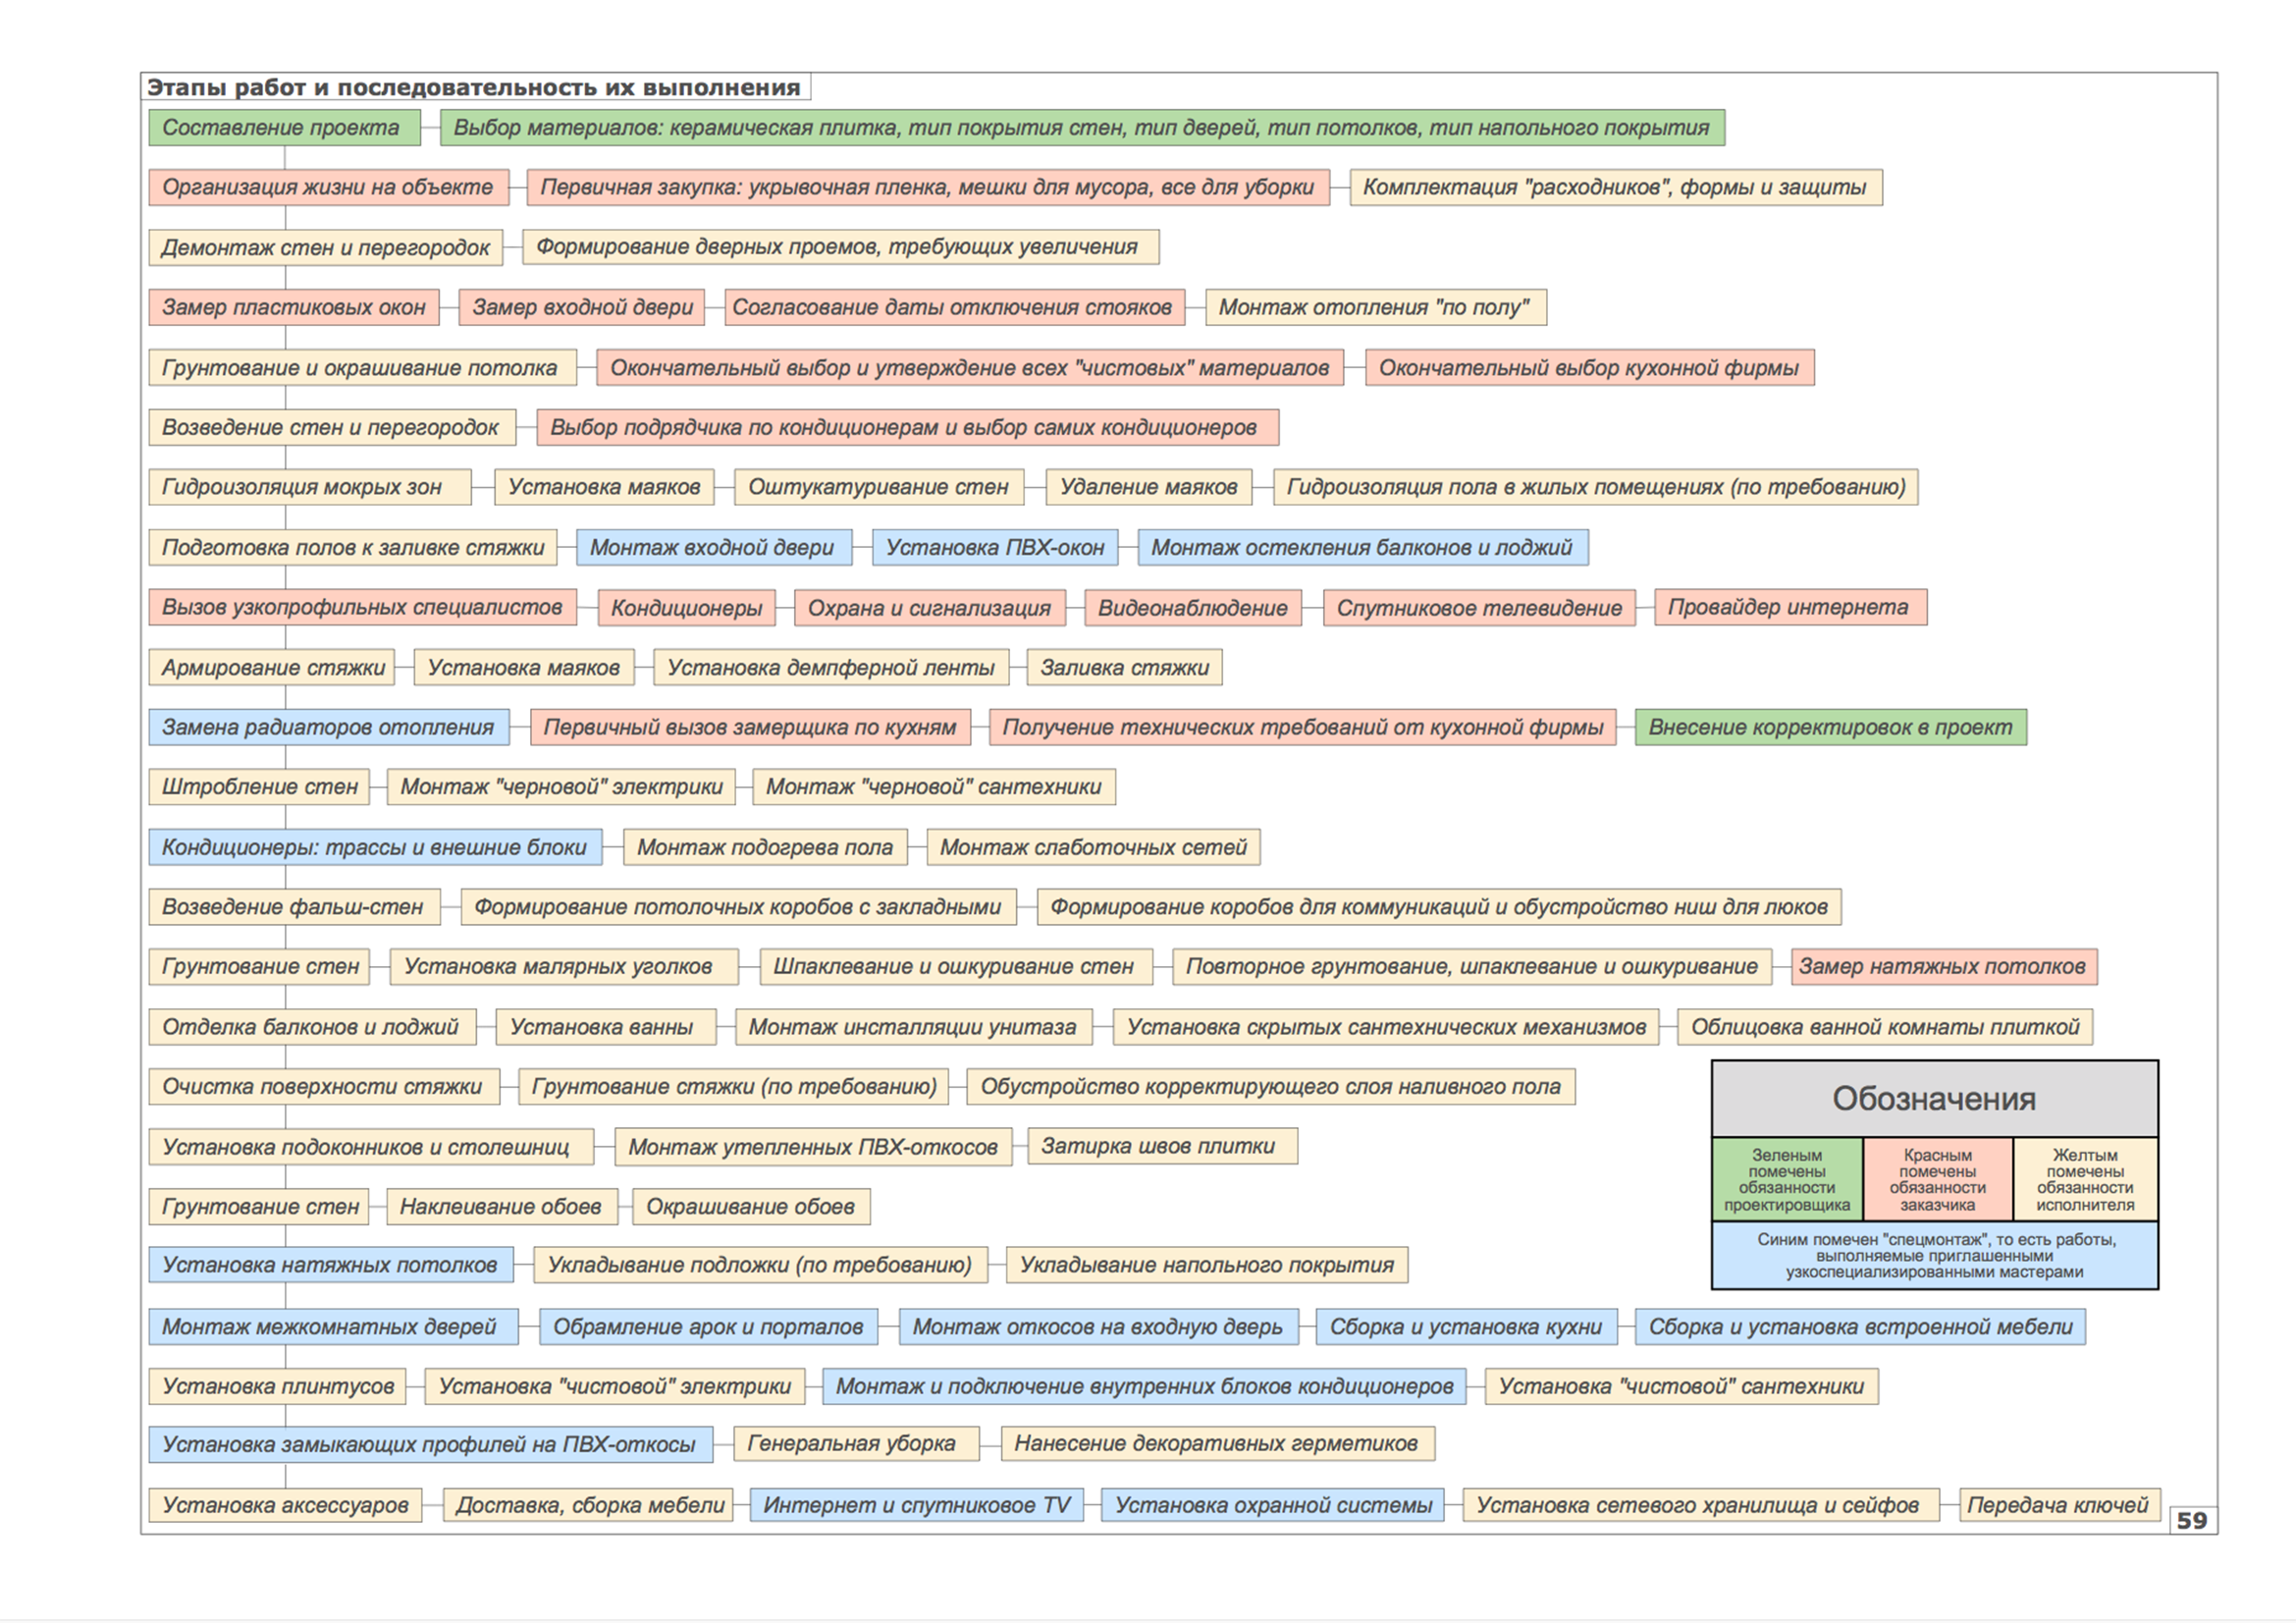 Этапы работ и последовательность их выполнения
Составление проекта
Выбор материалов: керамическая плитка, тип покрытия стен, тип дверей, тип потолков, тип напольного покрытия
Организация жизни на объекте
Первичная закупка: укрывочная пленка, мешки для мусора, все для уборки
Комплектация "расходников", формы и защиты
Демонтаж стен и перегородок
Формирование дверных проемов, требующих увеличения
Замер пластиковых окон
Замер входной двери
Согласование даты отключения стояков
Монтаж отопления "по полу"
Грунтование и окрашивание потолка
Окончательный выбор и утверждение всех "чистовых" материалов
Окончательный выбор кухонной фирмы
Возведение стен и перегородок
Выбор подрядчика по кондиционерам и выбор самих кондиционеров
Гидроизоляция мокрых зон
Установка маяков
Оштукатуривание стен
Удаление маяков
Гидроизоляция пола в жилых помещениях (по требованию)
Подготовка полов к заливке стяжки
Монтаж входной двери
Установка ПВХ-окон
Монтаж остекления балконов и лоджий
Вызов узкопрофильных специалистов
Кондиционеры
Охрана и сигнализация
Видеонаблюдение
Спутниковое телевидение
Провайдер интернета
Армирование стяжки
Установка маяков
Установка демпферной ленты
Заливка стяжки
Замена радиаторов отопления
Первичный вызов замерщика по кухням
Получение технических требований от кухонной фирмы
Внесение корректировок в проект
Штробление стен
Монтаж "черновой" электрики
Монтаж "черновой" сантехники
Кондиционеры: трассы и внешние блоки
Монтаж подогрева пола
Монтаж слаботочных сетей
Возведение фальш-стен
Формирование потолочных коробов с закладными
Формирование коробов для коммуникаций и обустройство ниш для люков
Грунтование стен
Установка малярных уголков
Шпаклевание и ошкуривание стен
Повторное грунтование, шпаклевание и ошкуривание
Замер натяжных потолков
Отделка балконов и лоджий
Установка ванны
Монтаж инсталляции унитаза
Установка скрытых сантехнических механизмов
Облицовка ванной комнаты плиткой
Очистка поверхности стяжки
Грунтование стяжки (по требованию)
Обустройство корректирующего слоя наливного пола
Установка подоконников и столешниц
Монтаж утепленных ПВХ-откосов
Затирка швов плитки
Грунтование стен
Наклеивание обоев
Окрашивание обоев
Установка натяжных потолков
Укладывание подложки (по требованию)
Укладывание напольного покрытия
Монтаж межкомнатных дверей
Обрамление арок и порталов
Монтаж откосов на входную дверь
Сборка и установка кухни
Сборка и установка встроенной мебели
Установка плинтусов
Установка "чистовой" электрики
Монтаж и подключение внутренних блоков кондиционеров
Установка "чистовой" сантехники
Установка замыкающих профилей на ПВХ-откосы
Генеральная уборка
Нанесение декоративных герметиков
Установка аксессуаров
Доставка, сборка мебели
Интернет и спутниковое TV
Установка охранной системы
Установка сетевого хранилища и сейфов
Передача ключей
Обозначения
Зеленым
помечены
обязанности
проектировщика
Красным
помечены
обязанности
заказчика
Желтым
помечены
обязанности
исполнителя
Синим помечен "спецмонтаж", то есть работы,
выполняемые приглашенными
узкоспециализированными мастерами
59